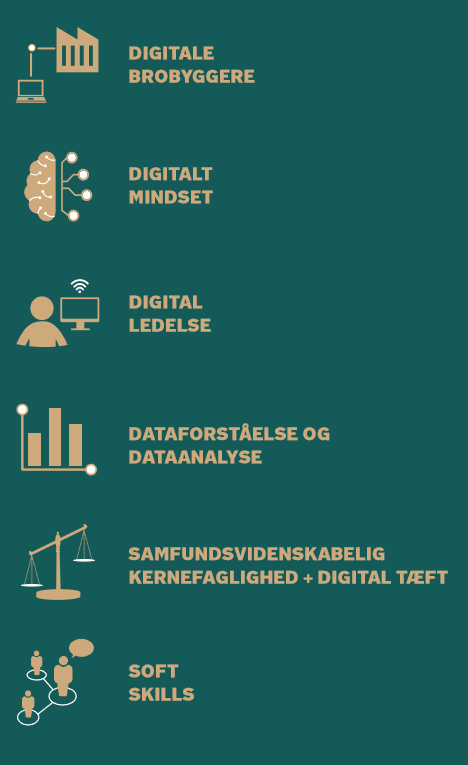 DIGITALE
BROBYGGERE
DIGITALT
MINDSET
DIGITAL
LEDELSE
DATAFORSTÅELSE OG
DATAANALYSE
SAMFUNDSVIDENSKABELIG
KERNEFAGLIGHED + DIGITAL TÆFT
SOFT
SKILLS